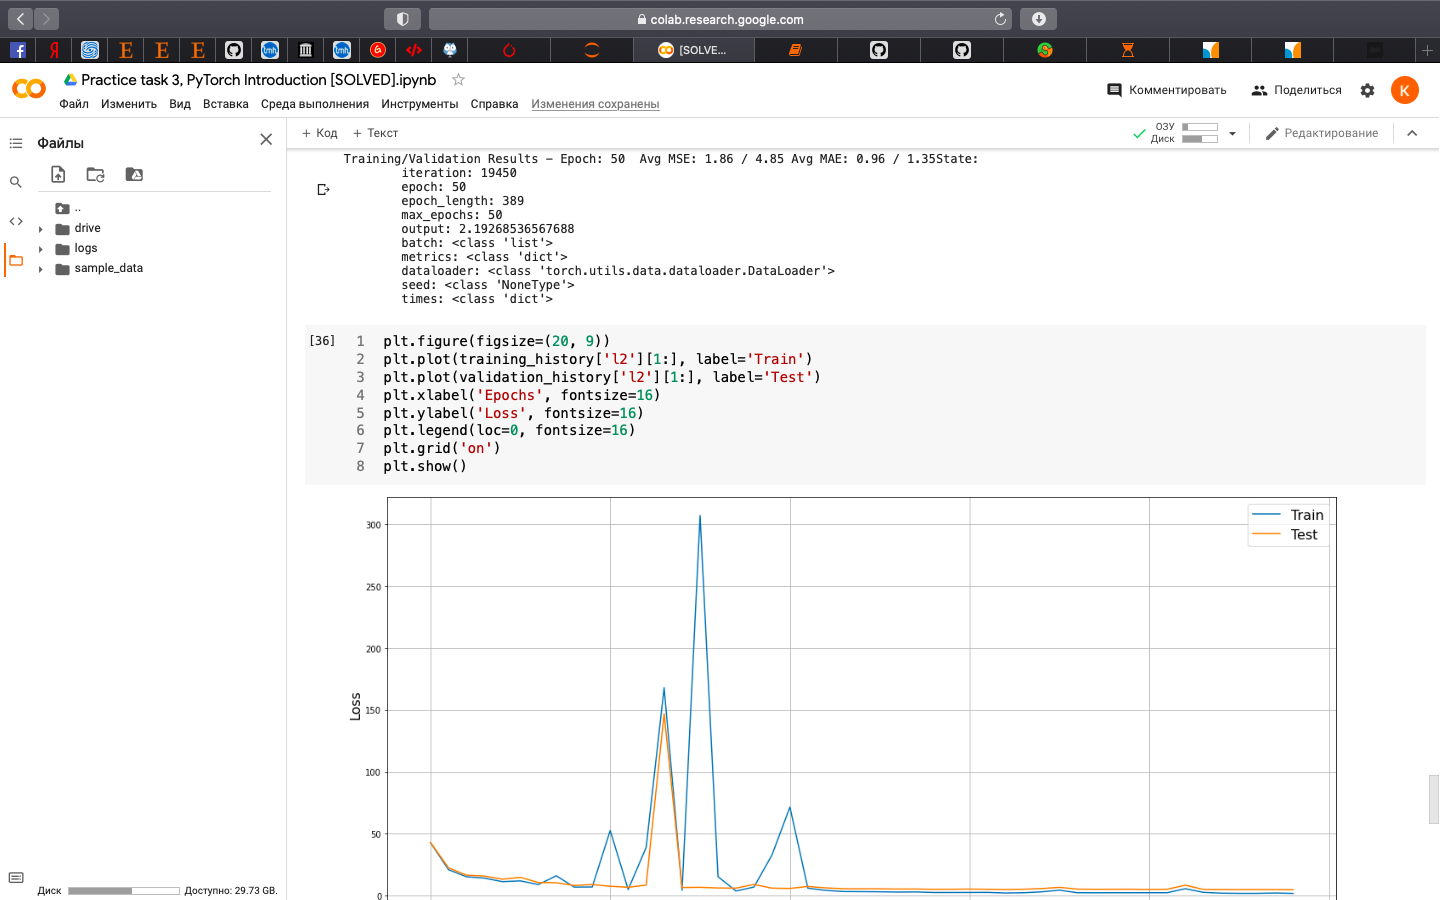 colab.research.google.com
[SOLVE...
Practice task 3, PyTorch Introduction [SOLVED].ipynb
Комментировать
Поделиться
K
Файл Изменить Вид Вставка Среда выполнения Инструменты Справка Изменения сохранены
Файлы
+ Код + Текст
ОЗУ
Диск
Редактирование
..
drive
logs
sample_data
Training/Validation Results - Epoch: 50 Avg MSE: 1.86 / 4.85 Avg MAE: 0.96 / 1.35State:
iteration: 19450
epoch: 50
epoch_length: 389
max_epochs: 50
output: 2.19268536567688
batch: <class 'list'>
metrics: <class 'dict'>
dataloader: <class 'torch.utils.data.dataloader.DataLoader'>
seed: <class 'NoneType'>
times: <class 'dict'>
[36] 1 plt.figure(figsize=(20, 9))
2 plt.plot(training_history['l2'][1:], label='Train')
3 plt.plot(validation_history['l2'][1:], label='Test')
4 plt.xlabel('Epochs', fontsize=16)
5 plt.ylabel('Loss', fontsize=16)
6 plt.legend(loc=0, fontsize=16)
7 plt.grid('on')
8 plt.show()
Train
Test
300
250
200
150
100
50
0
Loss
Диск Доступно: 29.73 GB.